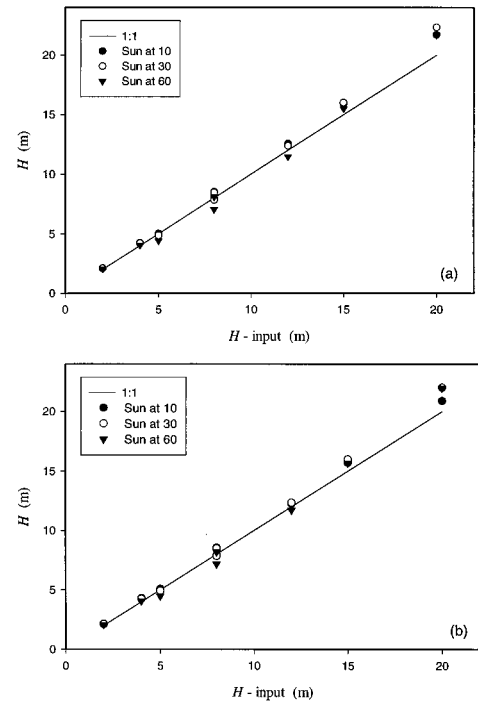 1:1
Sun at 10
Sun at 30
Sun at 60
20
15
10
5
0
H (m)
(a)
0 5 10 15 20
H - input (m)
1:1
Sun at 10
Sun at 30
Sun at 60
20
15
10
5
0
H (m)
(b)
0 5 10 15 20
H - input (m)